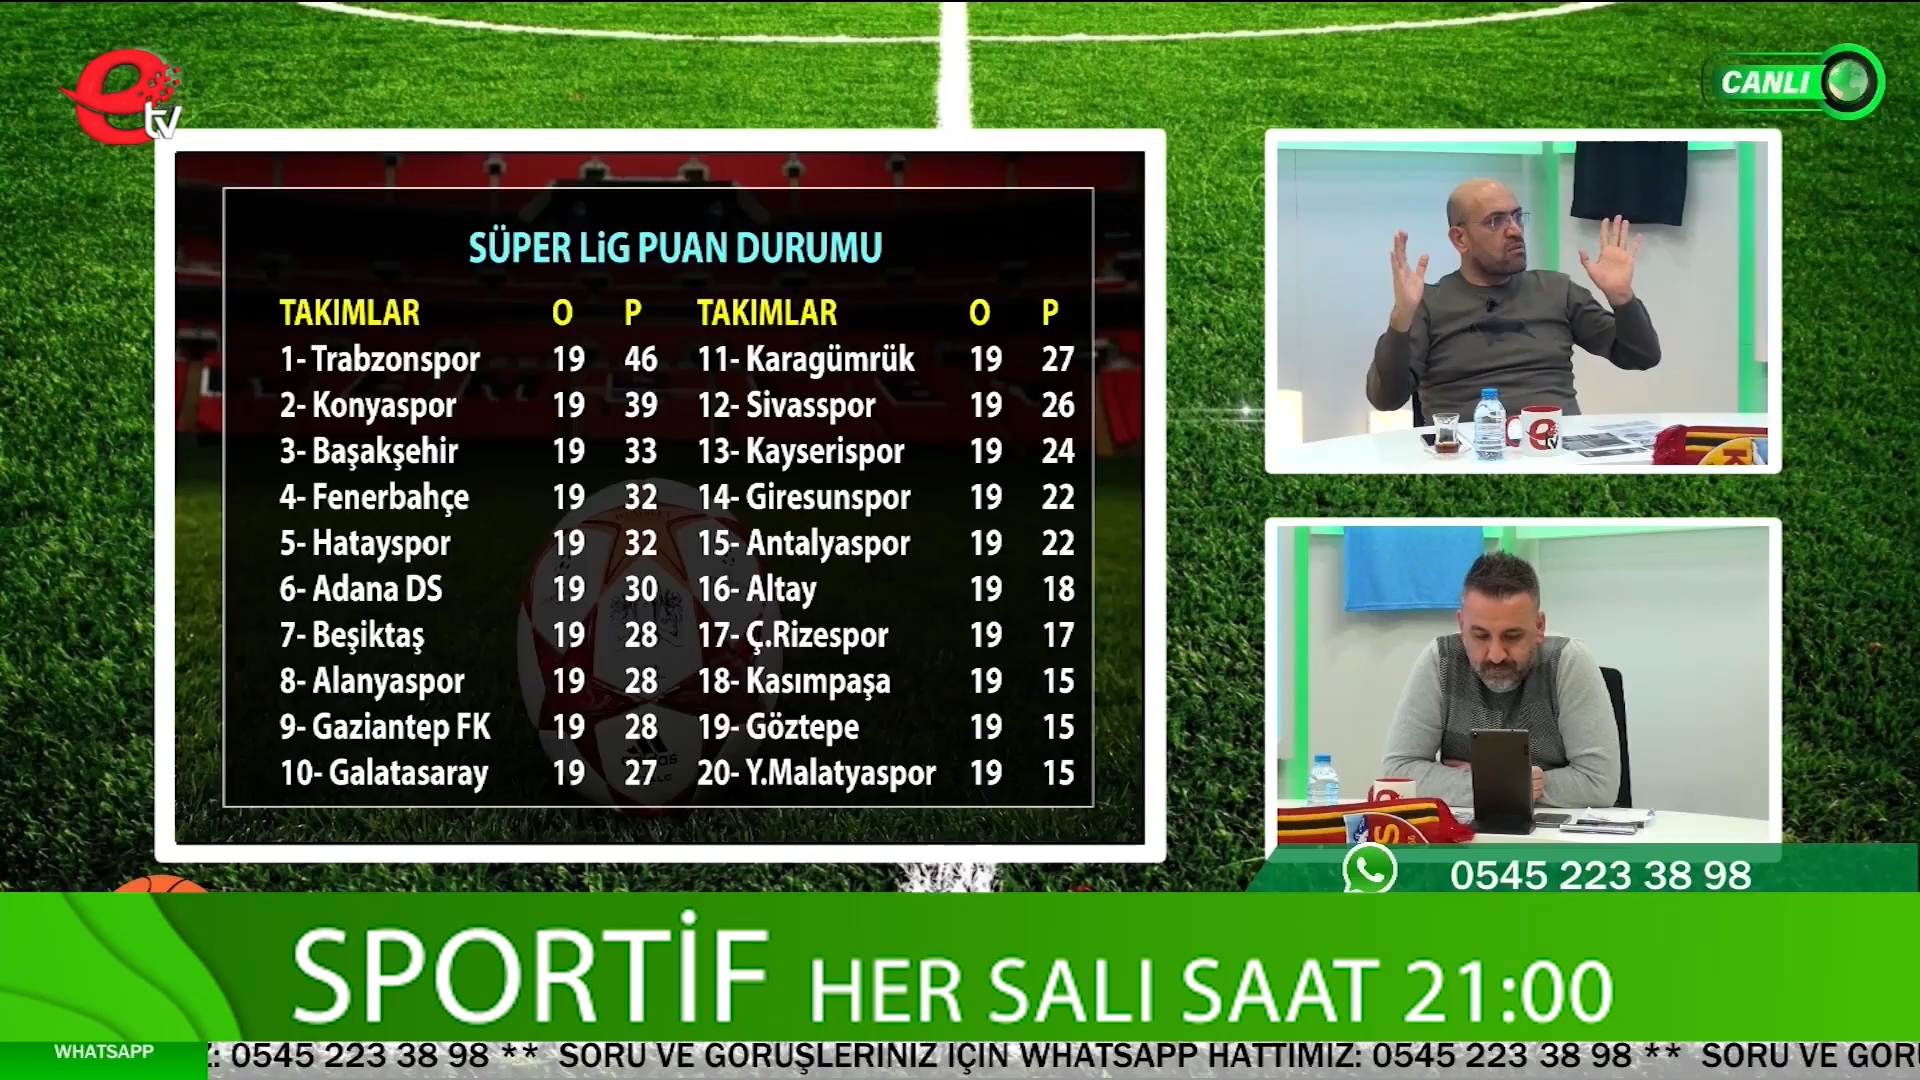 e tv
CANLI
SÜPER LiG PUAN DURUMU
TAKIMLAR O P TAKIMLAR O P
1- Trabzonspor 19 46 11- Karagümrük 19 27
2- Konyaspor 19 39 12- Sivasspor 19 26
3- Başakşehir 19 33 13- Kayserispor 19 24
4- Fenerbahçe 19 32 14- Giresunspor 19 22
5- Hatayspor 19 32 15- Antalyaspor 19 22
6- Adana DS 19 30 16- Altay 19 18
7- Beşiktaş 19 28 17- Ç.Rizespor 19 17
8- Alanyaspor 19 28 18- Kasımpaşa 19 15
9- Gaziantep FK 19 28 19- Göztepe 19 15
10- Galatasaray 19 27 20- Y.Malatyaspor 19 15
0545 223 38 98
SPORTİF HER SALI SAAT 21:00
WHATSAPP
Z: 0545 223 38 98 ** SORU VE GORUŞLERINIZ IÇIN WHATSAPP HATTIMIZ: 0545 223 38 98 ** SORU VE GORU